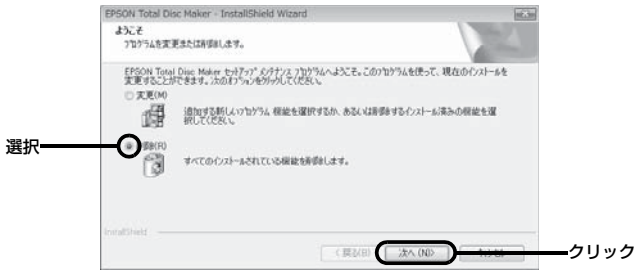 EPSON Total Disc Maker - InstallShield Wizard
ようこそ
プログラムを変更または削除します。
EPSON Total Disc Maker セットアップ メンテナンス プログラムへようこそ。このプログラムを使って、現在のインストールを
変更することができます。次のオプションをクリックしてください。
変更(M)
追加する新しいプログラム 機能を選択するか、あるいは削除するインストール済みの機能を選
択してください。
選択
削除(R)
すべてのインストールされている機能を削除します。
InstallShield
< 戻る(B)
次へ (N)>
クリック